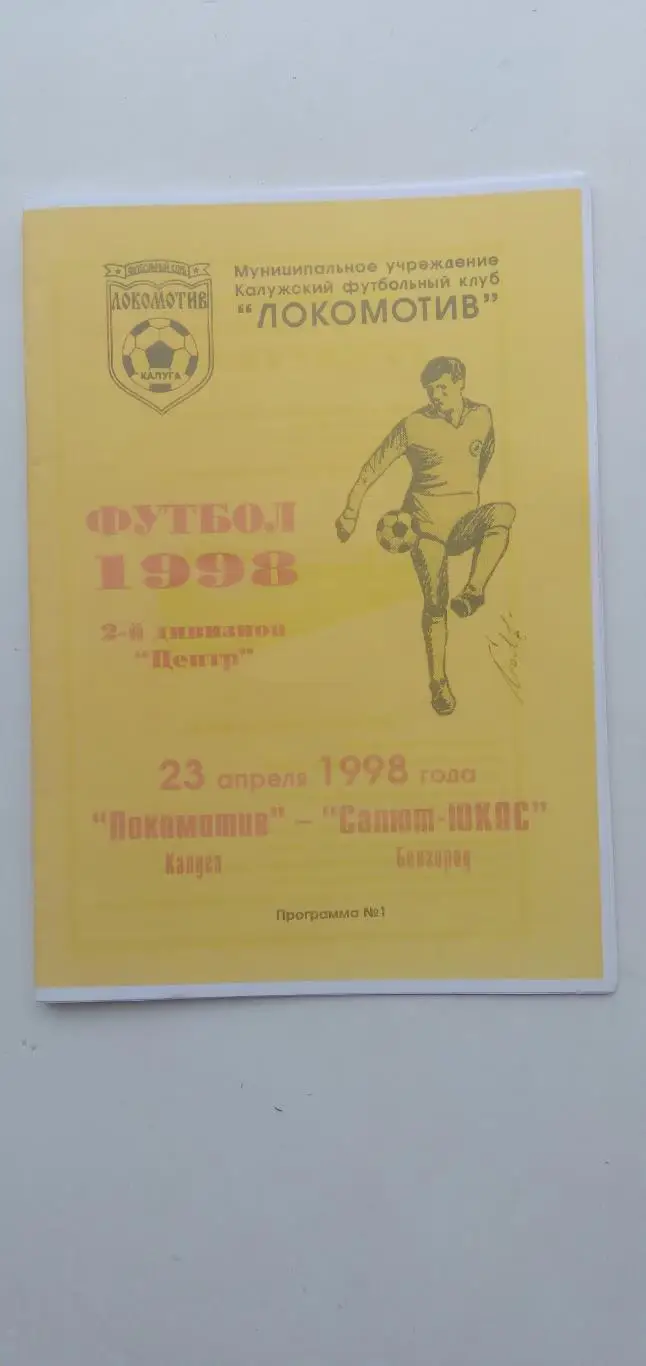 ФУТБОЛЬНЫЙ КЛУБ
ЛОКОМОТИВ
КАЛУГА
Муниципальное учреждение
Калужский футбольный клуб
"ЛОКОМОТИВ"
ФУТБОЛ
1998
2-й дивизион
"Центр"
23 апреля 1998 года
"Локомотив" – "Салют-ЮКОС"
Калуга Белгород
Программа №1